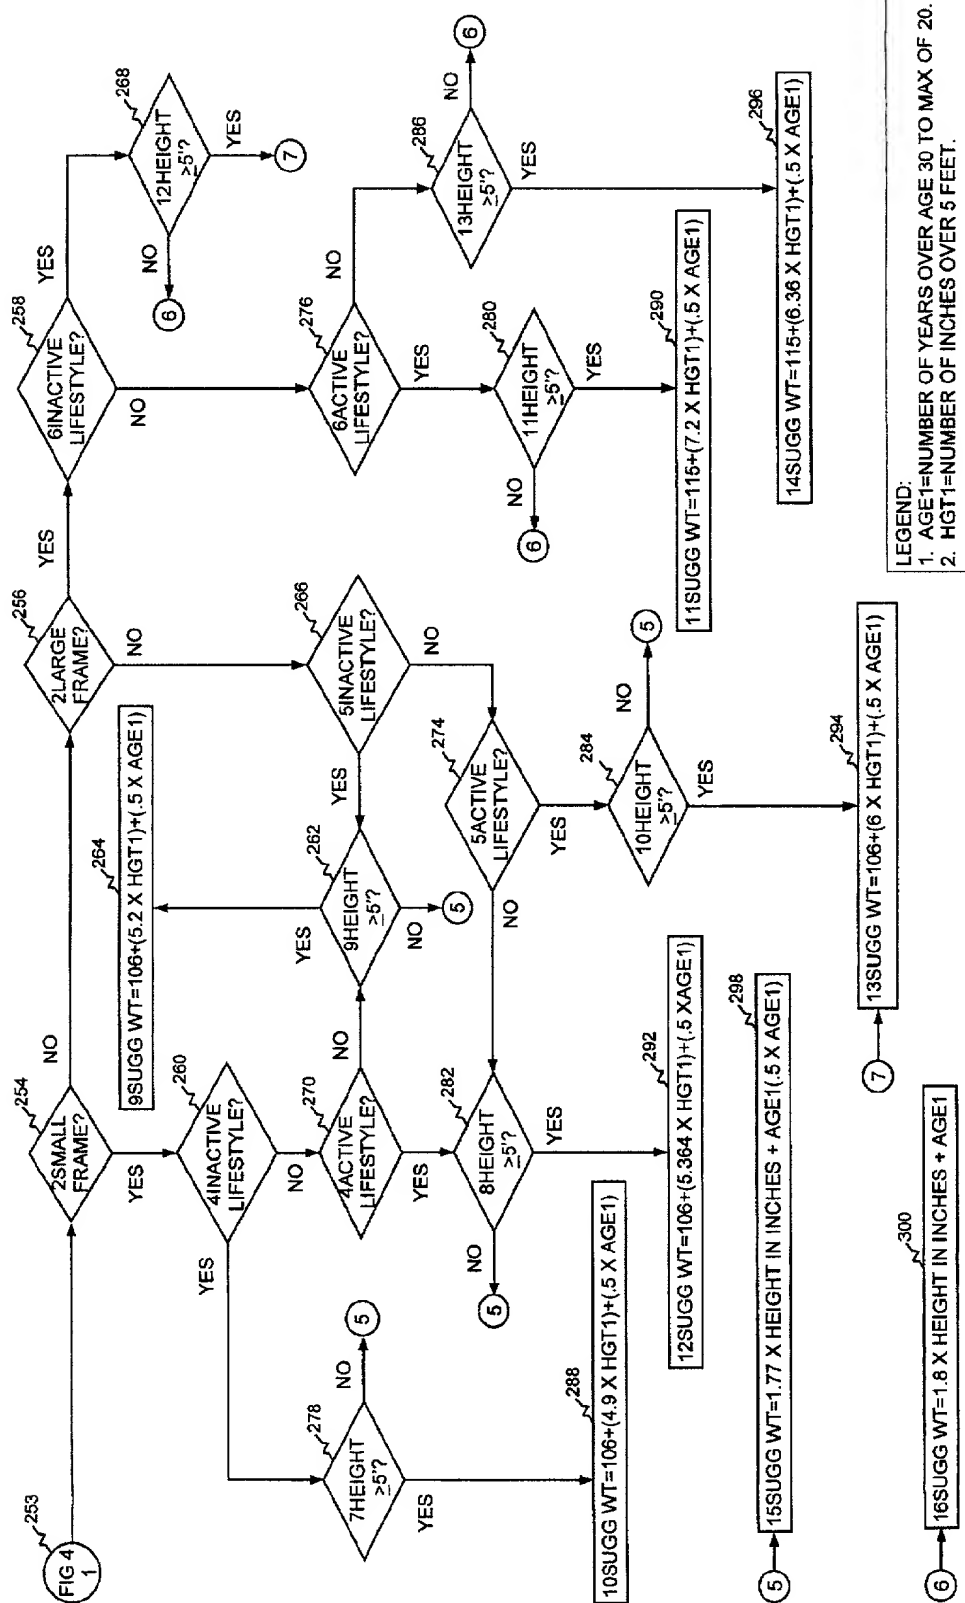 253
FIG 4
1
254
2SMALL
FRAME?
NO
YES
256
2LARGE
FRAME?
YES
NO
258
6INACTIVE
LIFESTYLE?
YES
NO
268
12HEIGHT
≥5'?
NO
6
YES
7
264
9SUGG WT=106+(5.2 X HGT1)+(.5 X AGE1)
260
4INACTIVE
LIFESTYLE?
YES
NO
270
4ACTIVE
LIFESTYLE?
NO
YES
262
9HEIGHT
≥5'?
YES
NO
5
266
5INACTIVE
LIFESTYLE?
YES
NO
276
6ACTIVE
LIFESTYLE?
NO
YES
286
13HEIGHT
≥5'?
NO
6
YES
278
7HEIGHT
≥5'?
NO
5
YES
282
8HEIGHT
≥5'?
NO
5
YES
274
5ACTIVE
LIFESTYLE?
NO
YES
280
11HEIGHT
≥5'?
NO
6
YES
284
10HEIGHT
≥5'?
NO
5
YES
288
10SUGG WT=106+(4.9 X HGT1)+(.5 X AGE1)
292
12SUGG WT=106+(5.364 X HGT1)+(.5 XAGE1)
290
11SUGG WT=115+(7.2 X HGT1)+(.5 X AGE1)
296
14SUGG WT=115+(6.36 X HGT1)+(.5 X AGE1)
298
5
15SUGG WT=1.77 X HEIGHT IN INCHES + AGE1(.5 X AGE1)
294
7
13SUGG WT=106+(6 X HGT1)+(.5 X AGE1)
300
6
16SUGG WT=1.8 X HEIGHT IN INCHES + AGE1
LEGEND:
1. AGE1=NUMBER OF YEARS OVER AGE 30 TO MAX OF 20.
2. HGT1=NUMBER OF INCHES OVER 5 FEET.